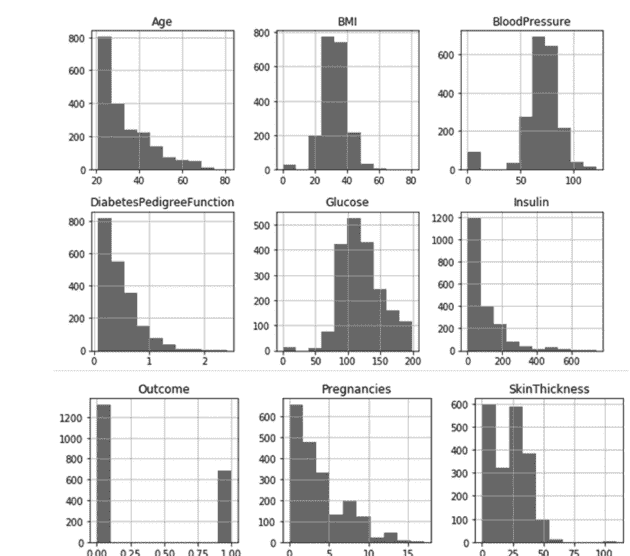 Age BMI BloodPressure
800 800
600 600 600
400 400 400
200 200 200
0 0 0
20 40 60 80 0 20 40 60 80 0 50 100
DiabetesPedigreeFunction Glucose Insulin
800 500 1200
600 400 1000
400 300 800
200 200 600
0 100 400
0 200
0
0 1 2 0 50 100 150 200 0 200 400 600
Outcome Pregnancies SkinThickness
1200 600 600
1000 500 500
800 400 400
600 300 300
400 200 200
200 100 100
0 0 0
0.00 0.25 0.50 0.75 1.00 0 5 10 15 0 25 50 75 100